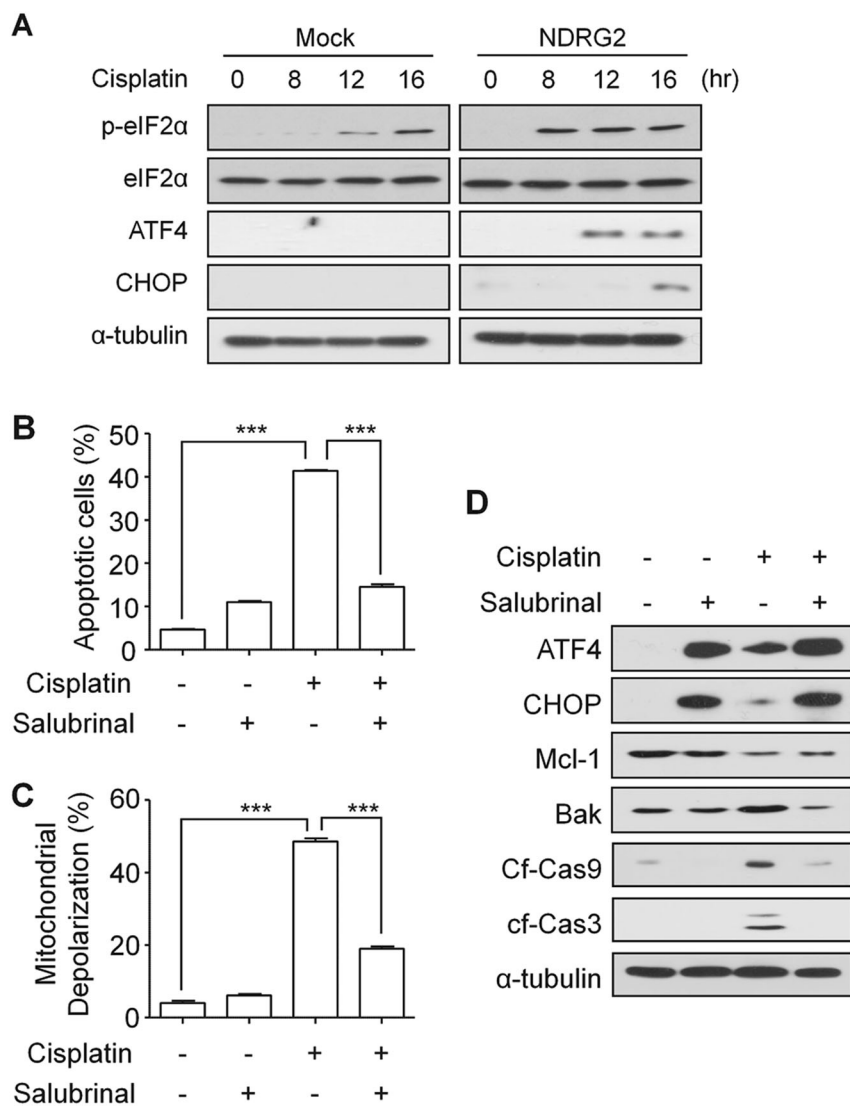 A
Mock NDRG2
Cisplatin 0 8 12 16 0 8 12 16 (hr)
p-eIF2α
eIF2α
ATF4
CHOP
α-tubulin
B
Apoptotic cells (%)
50
40
30
20
10
0
*** ***
Cisplatin - - + +
Salubrinal - + - +
C
Mitochondrial
Depolarization (%)
60
40
20
0
*** ***
Cisplatin - - + +
Salubrinal - + - +
D
Cisplatin - - + +
Salubrinal - + - +
ATF4
CHOP
Mcl-1
Bak
Cf-Cas9
cf-Cas3
α-tubulin